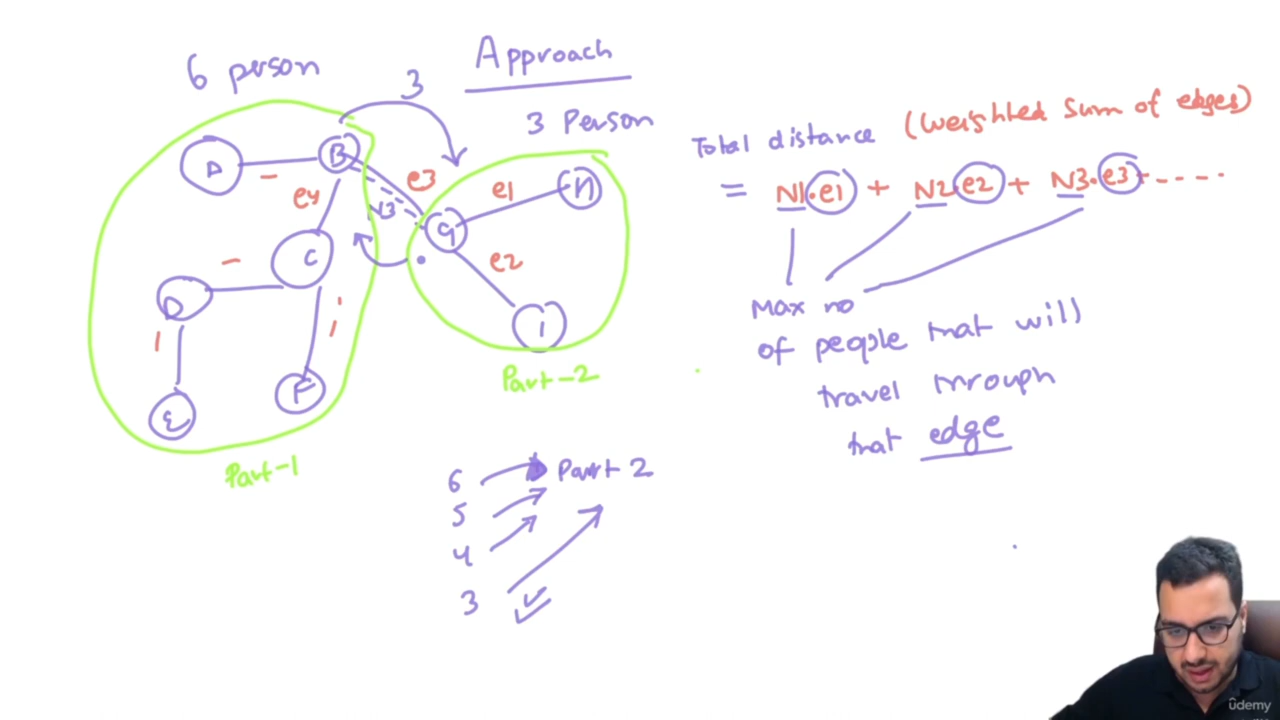 Approach
6 person
3
3 Person
A
B
e3
e4
N3
C
D
E
F
G
e1
H
e2
I
Part-1
Part-2
Total distance (weighted sum of edges)
= N1.e1 + N2.e2 + N3.e3 + - - - -
Max no
of people that will
travel through
that edge
6 → Part 2
5
4
3
ûdemy